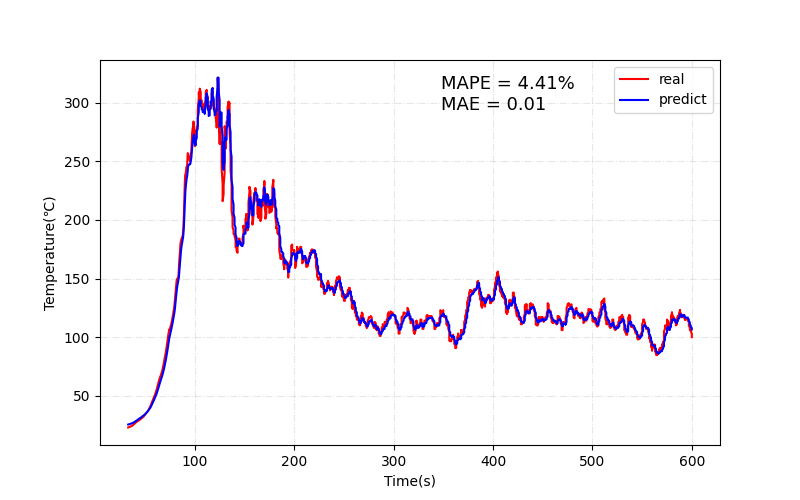 MAPE = 4.41%
MAE = 0.01
real
predict
Temperature(℃)
300
250
200
150
100
50
100 200 300 400 500 600
Time(s)